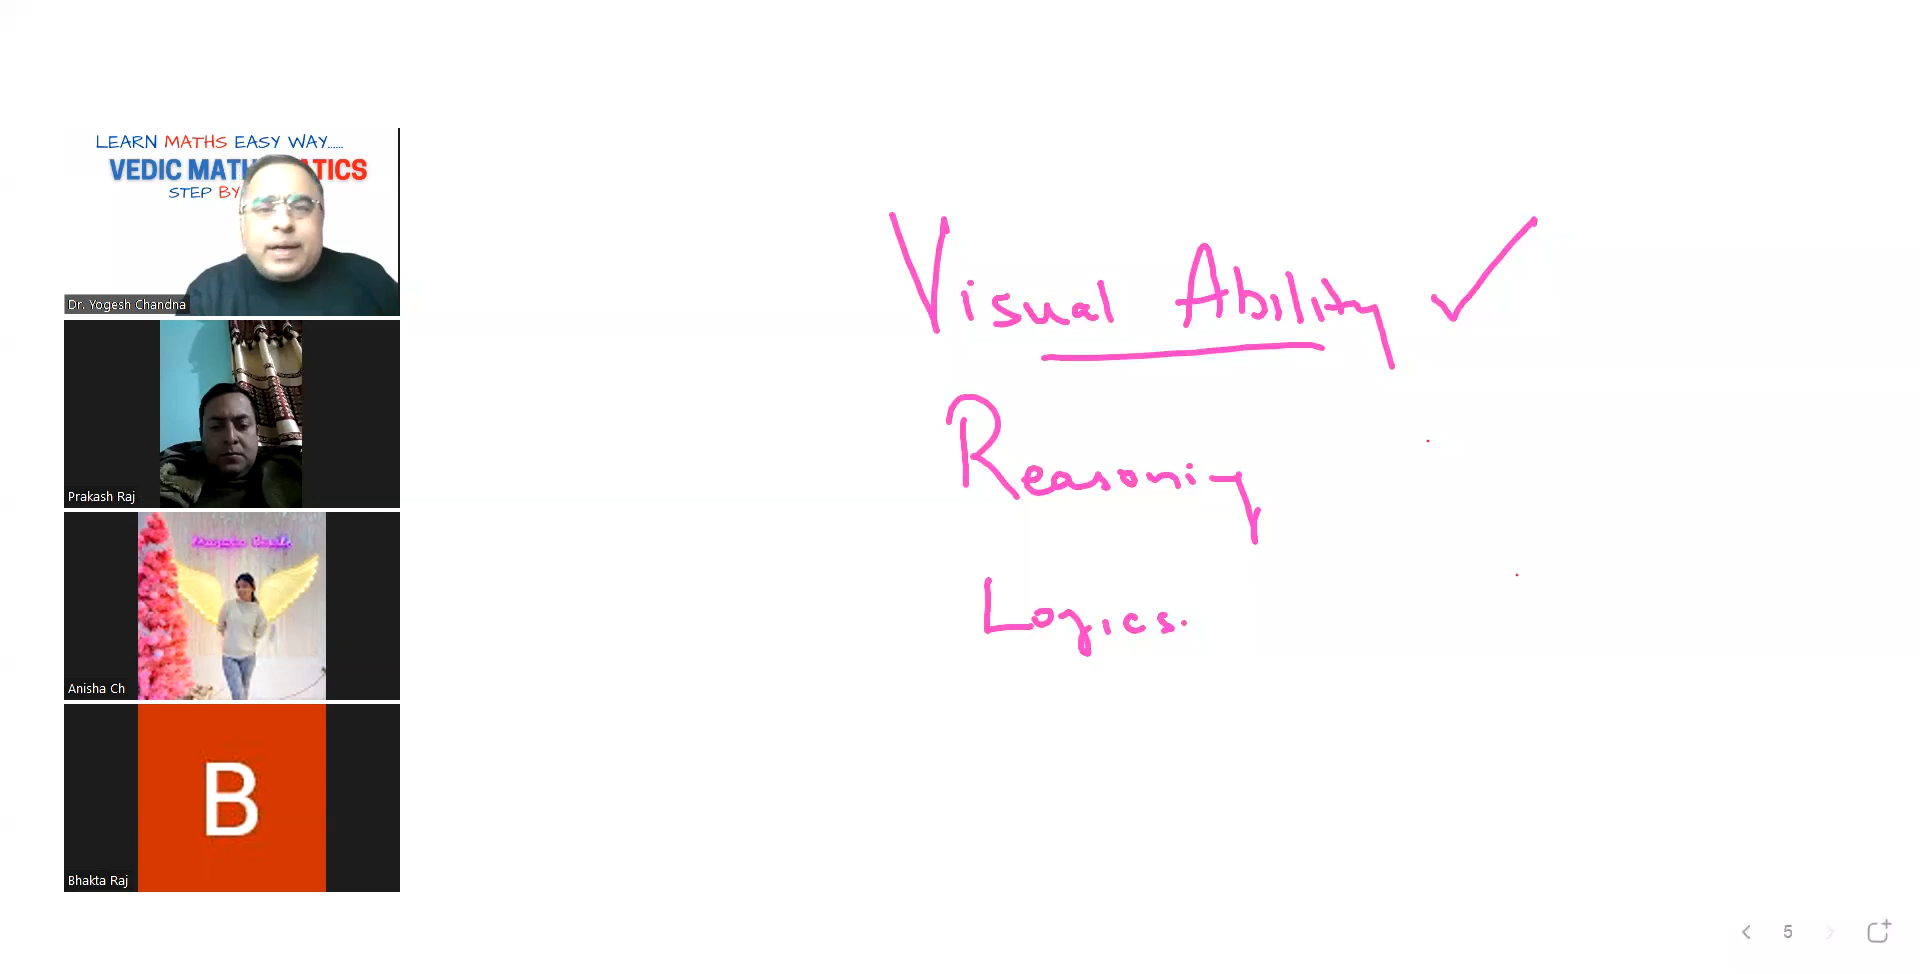 LEARN MATHS EASY WAY......
VEDIC MATH TICS
STEP BY
Dr. Yogesh Chandna
Prakash Raj
Anisha Ch
B
Bhakta Raj
Visual Ability ✓
Reasoning
Logics.
5